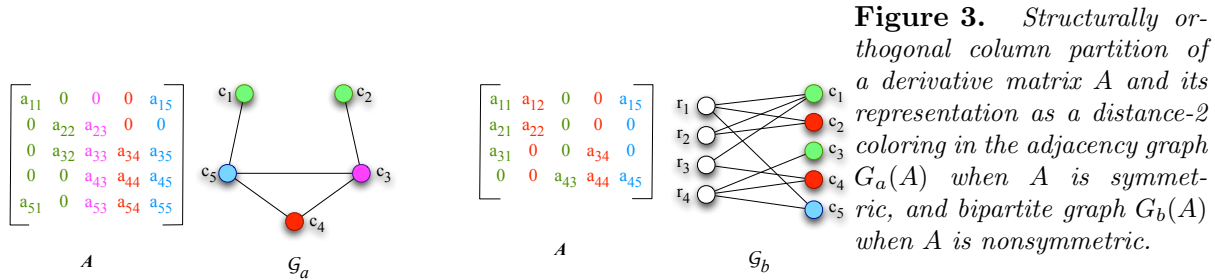 a11 0 0 0 a15
0 a22 a23 0 0
0 a32 a33 a34 a35
0 0 a43 a44 a45
a51 0 a53 a54 a55
A
c1 c2
c5 c3
c4
𝒢a
a11 a12 0 0 a15
a21 a22 0 0 0
a31 0 0 a34 0
0 0 a43 a44 a45
A
r1 c1
c2
r2
c3
r3
c4
r4
c5
𝒢b
Figure 3. Structurally or-
thogonal column partition of
a derivative matrix A and its
representation as a distance-2
coloring in the adjacency graph
Ga(A) when A is symmet-
ric, and bipartite graph Gb(A)
when A is nonsymmetric.